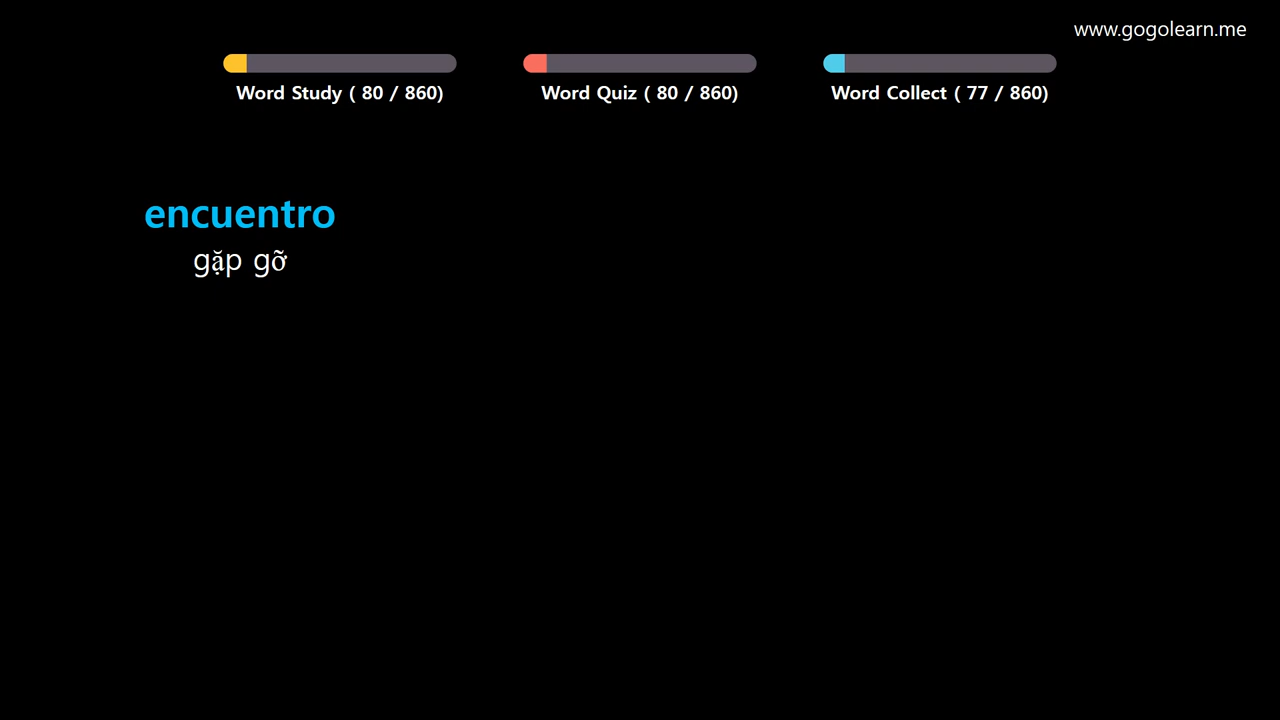 www.gogolearn.me
Word Study ( 80 / 860)
Word Quiz ( 80 / 860)
Word Collect ( 77 / 860)
encuentro
gặp gỡ